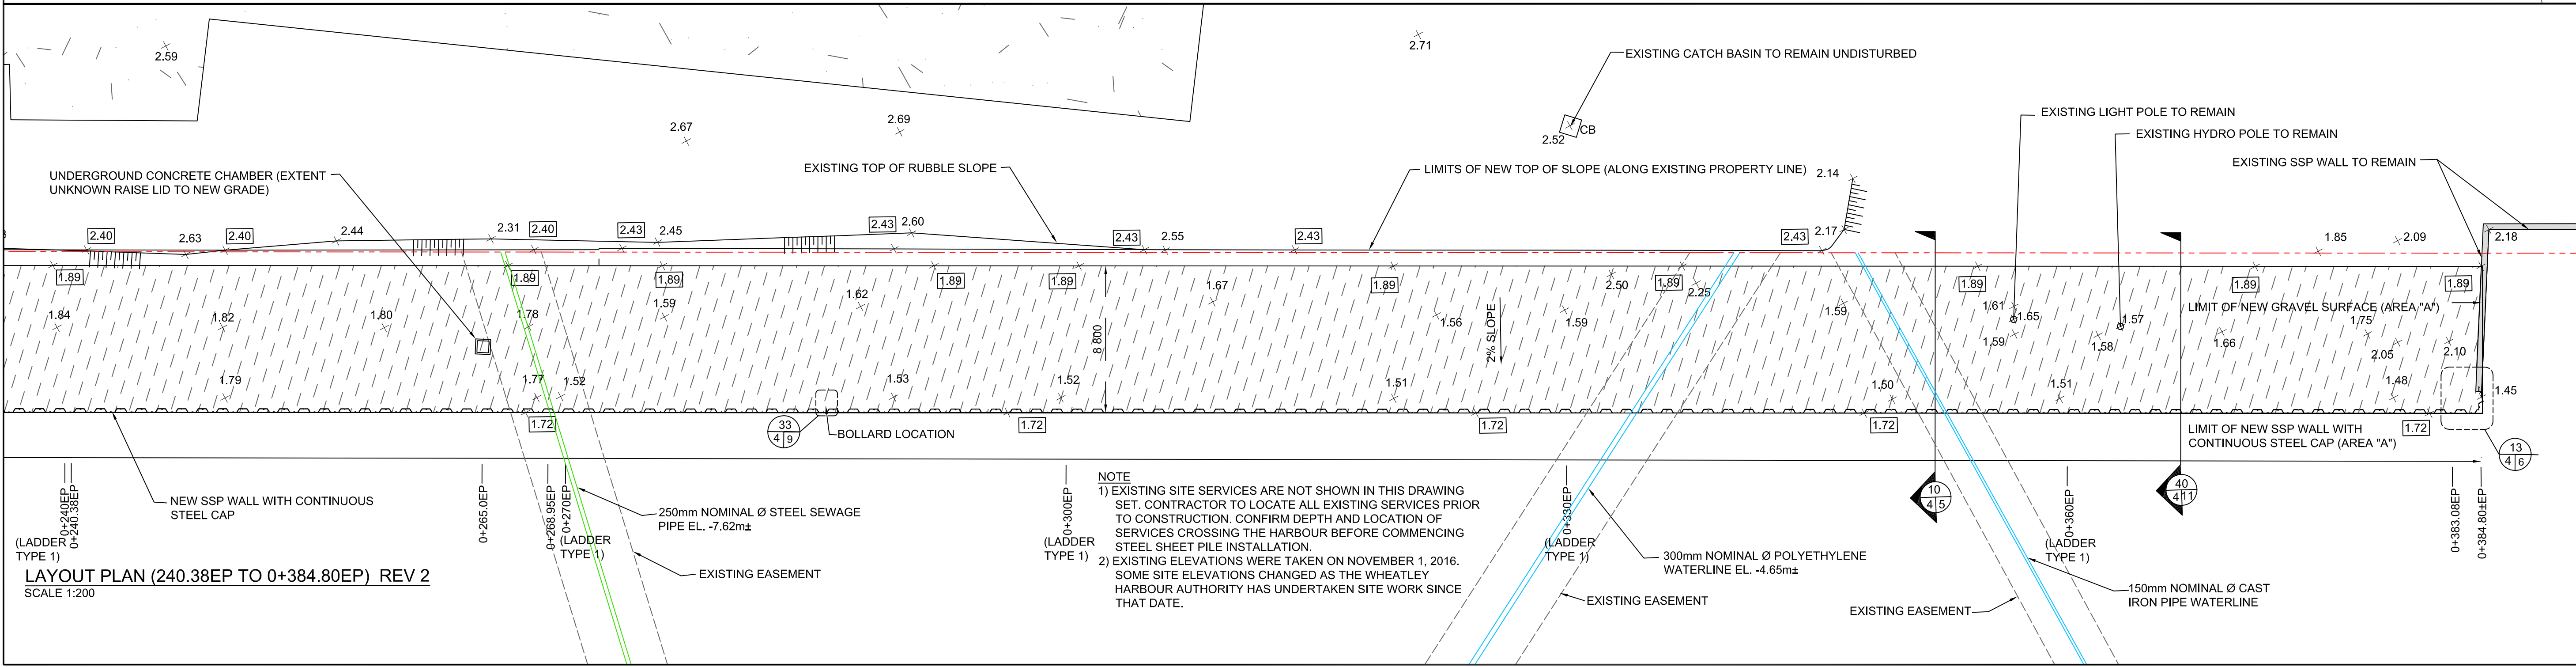 2.59
2.71
EXISTING CATCH BASIN TO REMAIN UNDISTURBED
2.67
2.69
CB
2.52
EXISTING LIGHT POLE TO REMAIN
EXISTING HYDRO POLE TO REMAIN
UNDERGROUND CONCRETE CHAMBER (EXTENT
UNKNOWN RAISE LID TO NEW GRADE)
EXISTING TOP OF RUBBLE SLOPE
LIMITS OF NEW TOP OF SLOPE (ALONG EXISTING PROPERTY LINE)
2.14
EXISTING SSP WALL TO REMAIN
2.40
2.63
2.40
2.44
2.31
2.40
2.43
2.45
2.43
2.60
2.43
2.55
2.43
2.43
2.17
1.85
2.09
2.18
1.89
1.89
1.89
1.89
1.89
1.89
1.89
1.89
1.89
1.89
1.84
1.82
1.80
1.78
1.59
1.62
1.67
1.56
1.59
2.50
2.25
1.59
1.61
1.65
1.59
1.57
1.58
1.66
LIMIT OF NEW GRAVEL SURFACE (AREA "A")
1.75
2.05
2.10
8 800
2% SLOPE
1.79
1.77
1.52
1.53
1.52
1.51
1.50
1.51
1.48
1.45
1.72
1.72
1.72
1.72
1.72
33
4 9
BOLLARD LOCATION
LIMIT OF NEW SSP WALL WITH
CONTINUOUS STEEL CAP (AREA "A")
13
4 6
10
4 5
40
4 11
NEW SSP WALL WITH CONTINUOUS
STEEL CAP
0+240EP
0+240.38EP
0+265.0EP
0+268.95EP
0+270EP
0+300EP
0+330EP
0+360EP
0+383.08EP
0+384.80±EP
(LADDER
TYPE 1)
(LADDER
TYPE 1)
(LADDER
TYPE 1)
(LADDER
TYPE 1)
(LADDER
TYPE 1)
250mm NOMINAL Ø STEEL SEWAGE
PIPE EL. -7.62m±
EXISTING EASEMENT
NOTE
1) EXISTING SITE SERVICES ARE NOT SHOWN IN THIS DRAWING
SET. CONTRACTOR TO LOCATE ALL EXISTING SERVICES PRIOR
TO CONSTRUCTION. CONFIRM DEPTH AND LOCATION OF
SERVICES CROSSING THE HARBOUR BEFORE COMMENCING
STEEL SHEET PILE INSTALLATION.
2) EXISTING ELEVATIONS WERE TAKEN ON NOVEMBER 1, 2016.
SOME SITE ELEVATIONS CHANGED AS THE WHEATLEY
HARBOUR AUTHORITY HAS UNDERTAKEN SITE WORK SINCE
THAT DATE.
300mm NOMINAL Ø POLYETHYLENE
WATERLINE EL. -4.65m±
EXISTING EASEMENT
EXISTING EASEMENT
150mm NOMINAL Ø CAST
IRON PIPE WATERLINE
LAYOUT PLAN (240.38EP TO 0+384.80EP) REV 2
SCALE 1:200